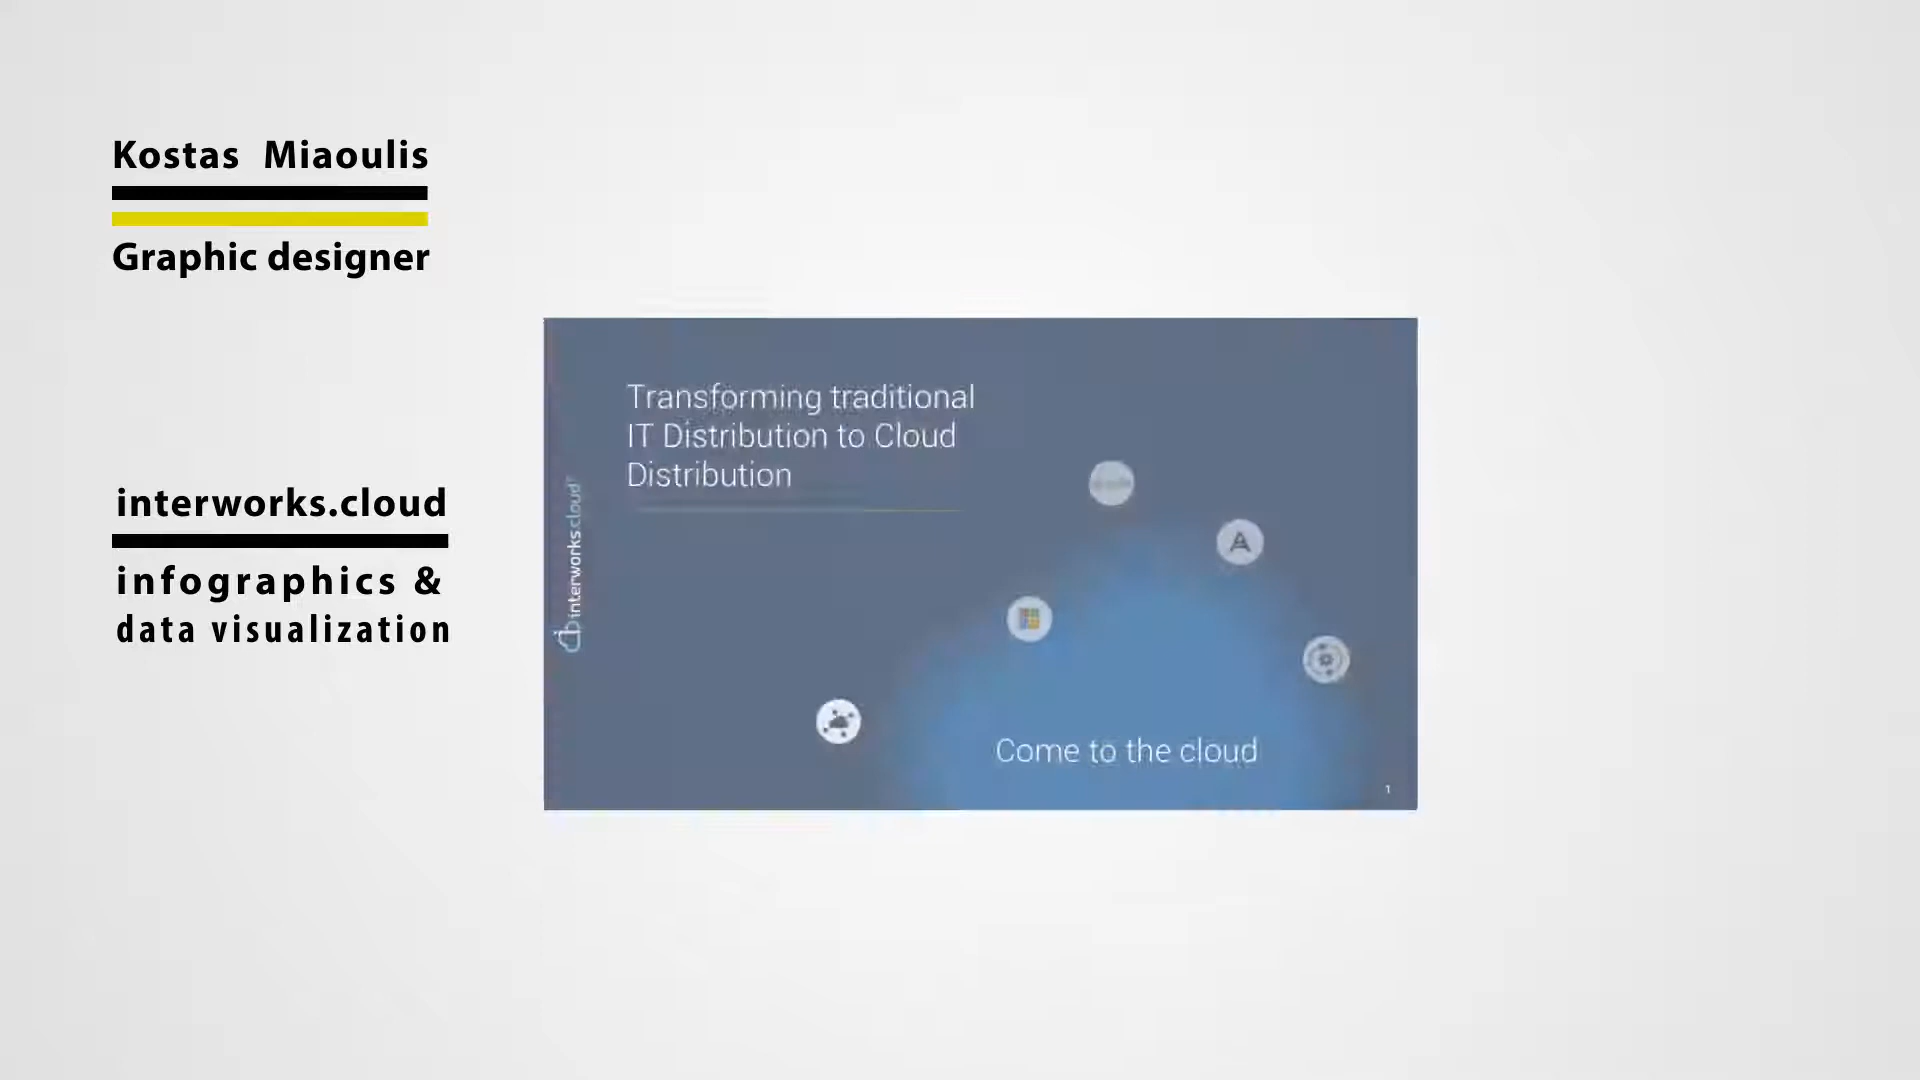 Kostas Miaoulis
Graphic designer
interworks.cloud
infographics &
data visualization
Transforming traditional
IT Distribution to Cloud
Distribution
interworks.cloud
Come to the cloud
1